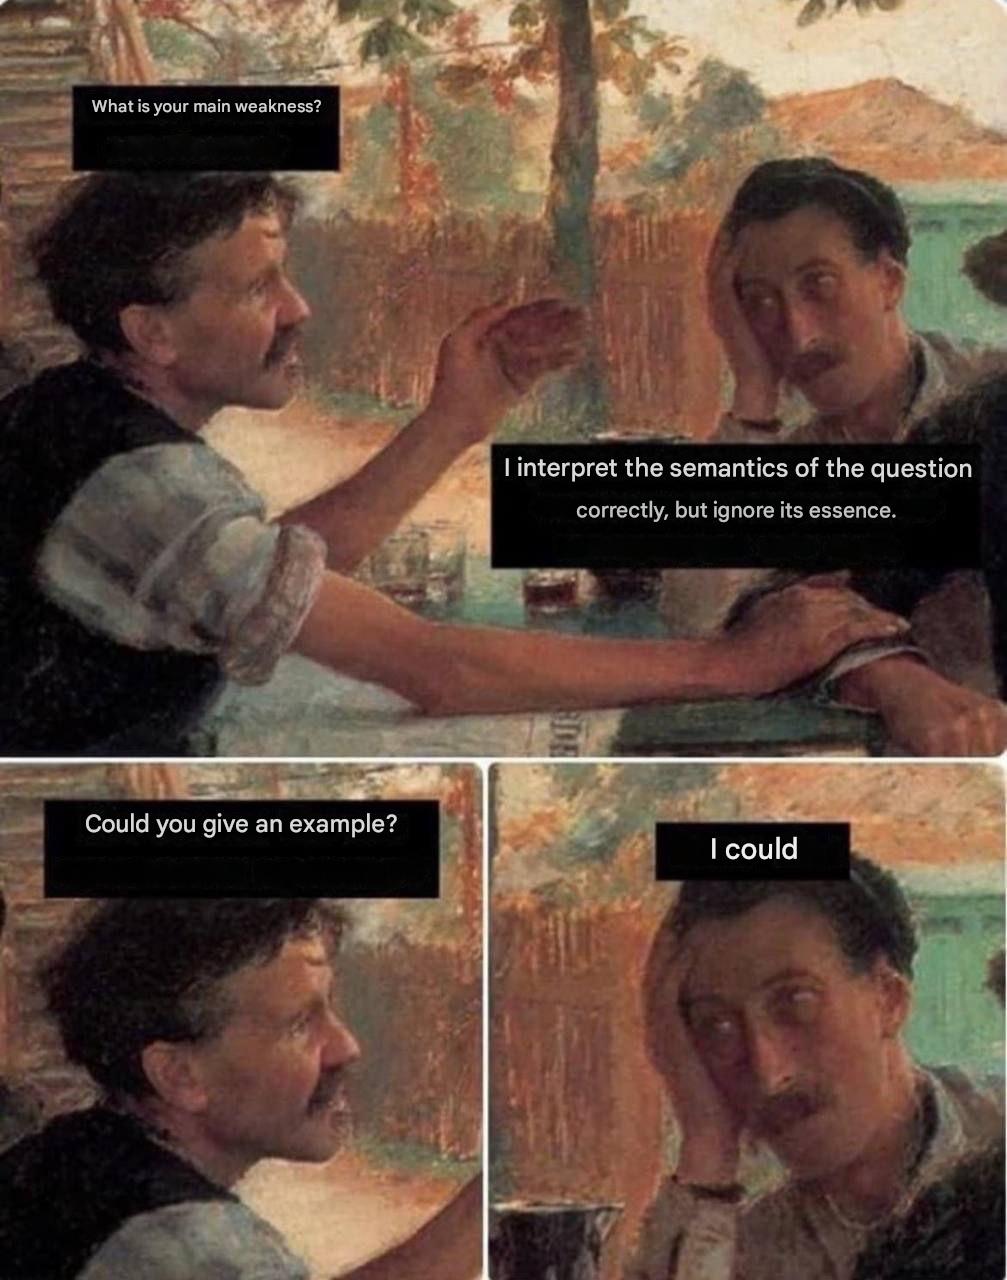 What is your main weakness?
I interpret the semantics of the question
correctly, but ignore its essence.
Could you give an example?
I could